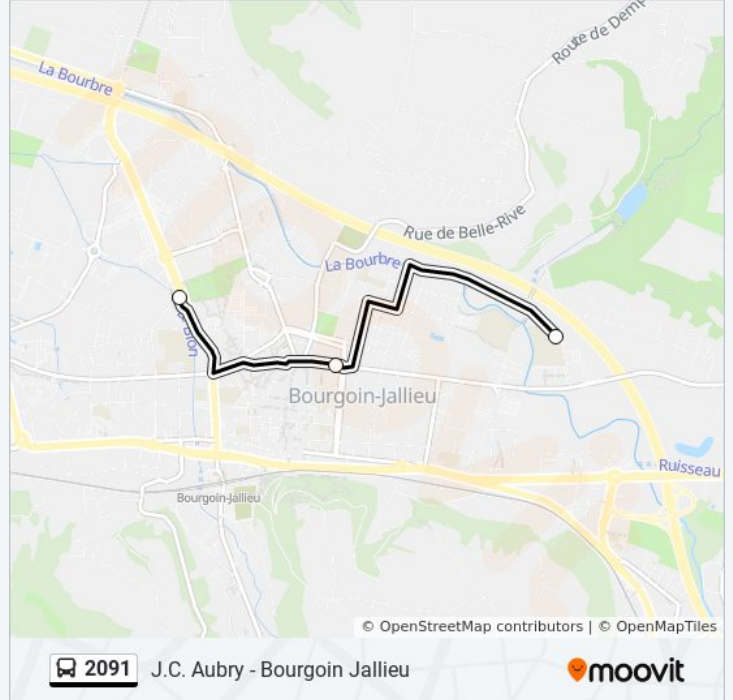 Route de Demp
La Bourbre
Rue de Belle-Rive
La Bourbre
Bion
Bourgoin-Jallieu
Ruisseau
Bourgoin-Jallieu
© OpenStreetMap contributors | © OpenMapTiles
2091 J.C. Aubry - Bourgoin Jallieu
moovit